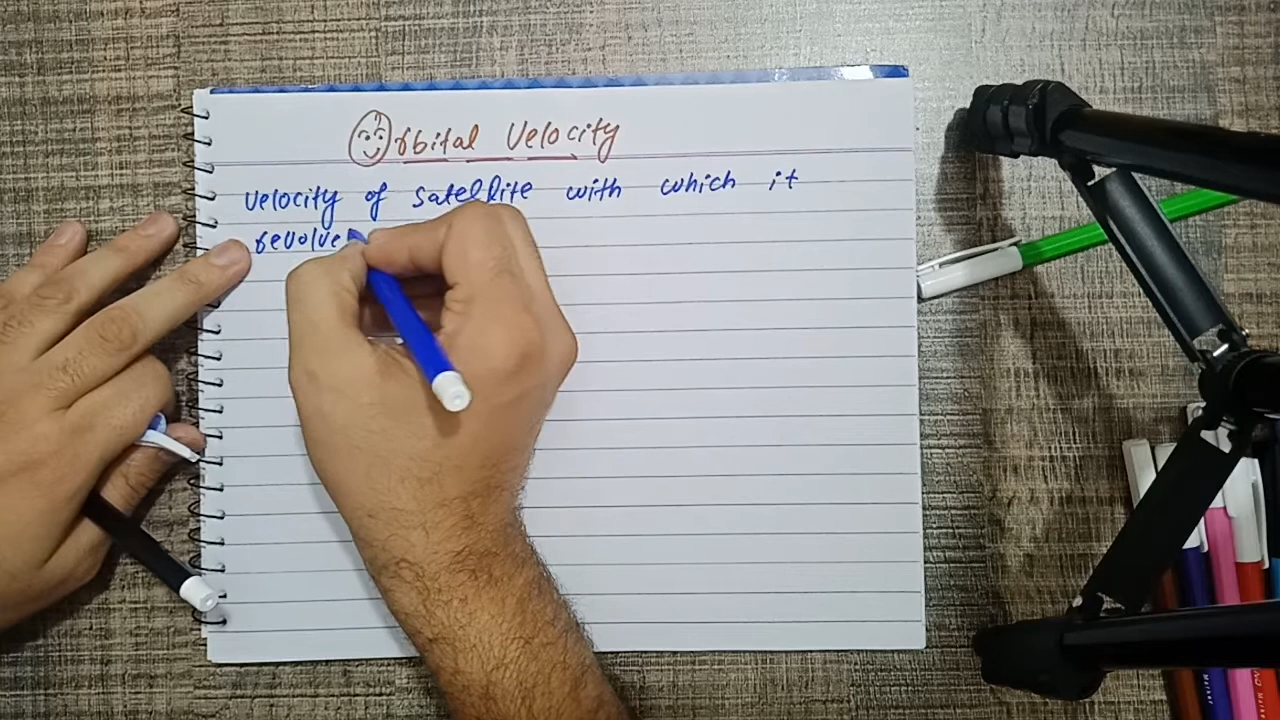 Orbital Velocity
Velocity of satellite with which it
revolve